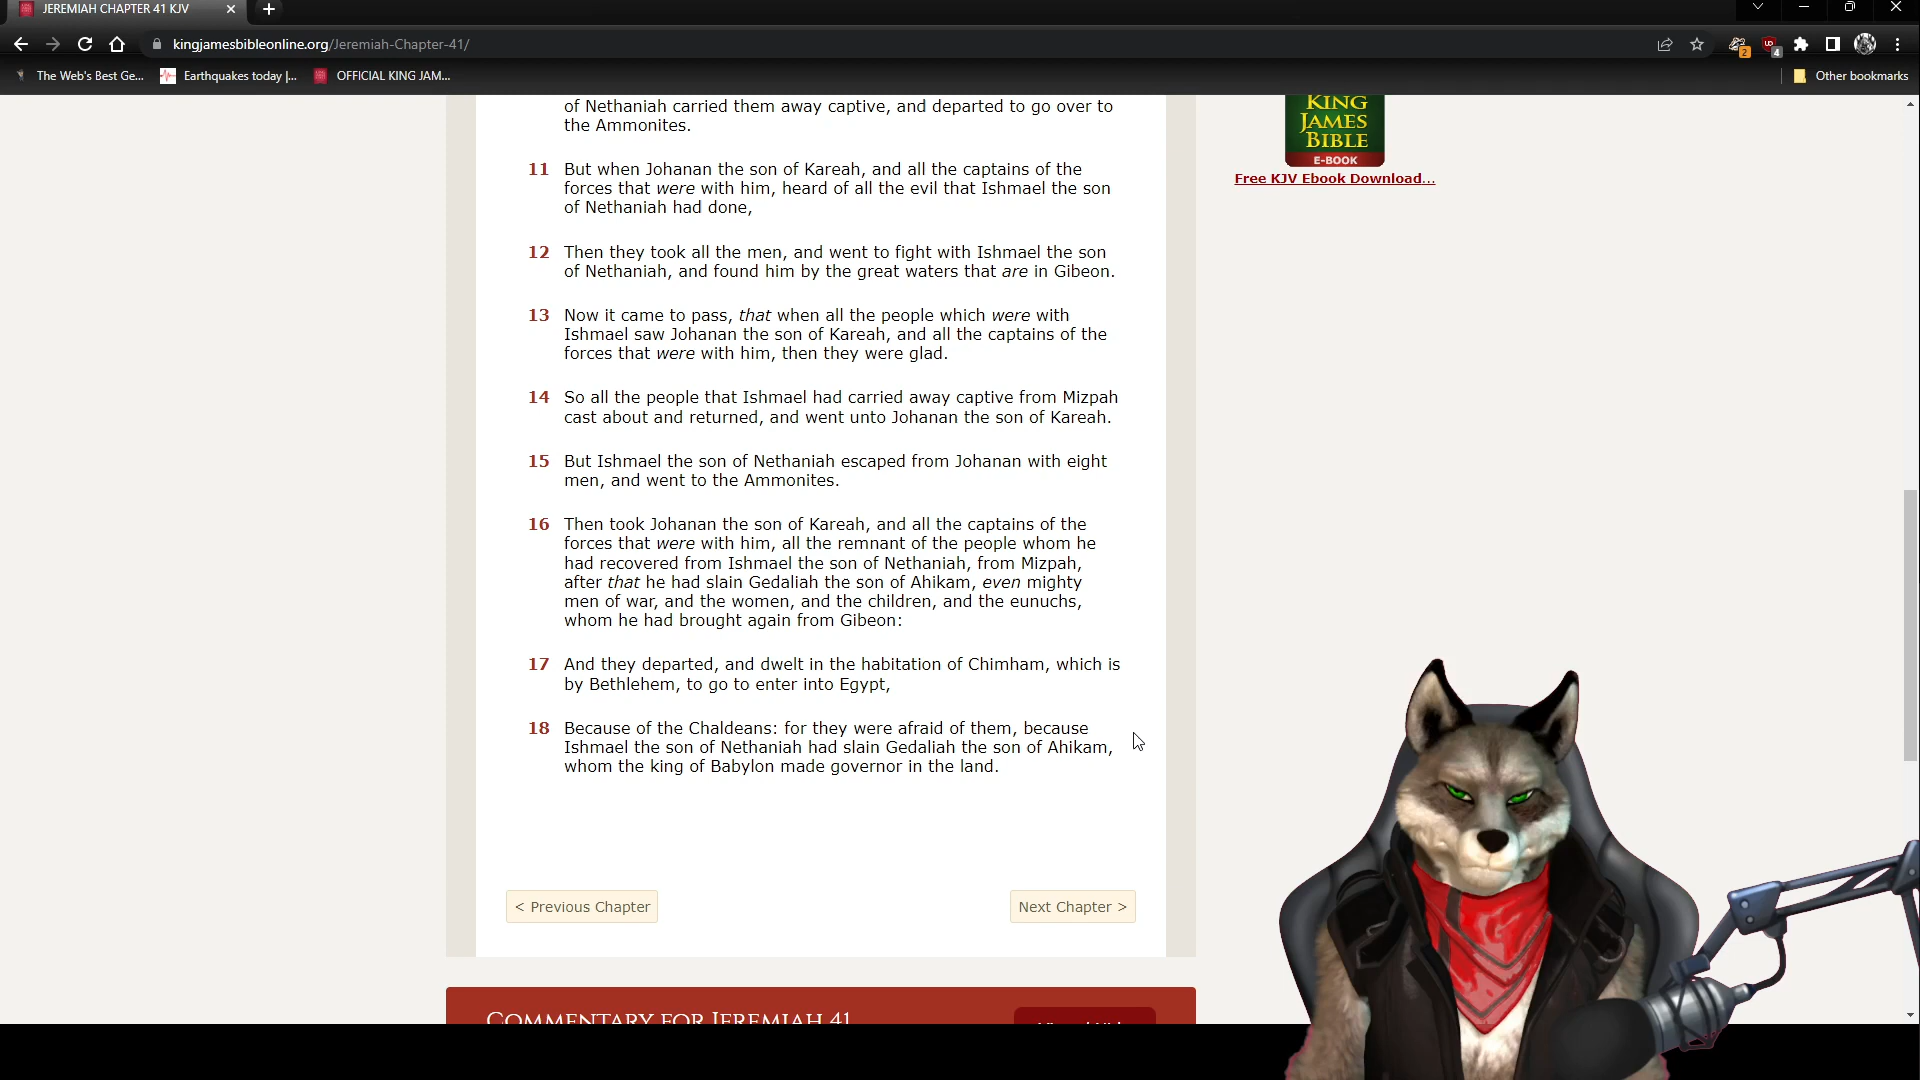 JEREMIAH CHAPTER 41 KJV
kingjamesbibleonline.org/Jeremiah-Chapter-41/
2
4
The Web's Best Ge...
Earthquakes today |...
OFFICIAL KING JAM...
Other bookmarks
of Nethaniah carried them away captive, and departed to go over to
the Ammonites.
11 But when Johanan the son of Kareah, and all the captains of the
forces that were with him, heard of all the evil that Ishmael the son
of Nethaniah had done,
12 Then they took all the men, and went to fight with Ishmael the son
of Nethaniah, and found him by the great waters that are in Gibeon.
13 Now it came to pass, that when all the people which were with
Ishmael saw Johanan the son of Kareah, and all the captains of the
forces that were with him, then they were glad.
14 So all the people that Ishmael had carried away captive from Mizpah
cast about and returned, and went unto Johanan the son of Kareah.
15 But Ishmael the son of Nethaniah escaped from Johanan with eight
men, and went to the Ammonites.
16 Then took Johanan the son of Kareah, and all the captains of the
forces that were with him, all the remnant of the people whom he
had recovered from Ishmael the son of Nethaniah, from Mizpah,
after that he had slain Gedaliah the son of Ahikam, even mighty
men of war, and the women, and the children, and the eunuchs,
whom he had brought again from Gibeon:
17 And they departed, and dwelt in the habitation of Chimham, which is
by Bethlehem, to go to enter into Egypt,
18 Because of the Chaldeans: for they were afraid of them, because
Ishmael the son of Nethaniah had slain Gedaliah the son of Ahikam,
whom the king of Babylon made governor in the land.
< Previous Chapter
Next Chapter >
COMMENTARY FOR JEREMIAH 41
KING
JAMES
BIBLE
E-BOOK
Free KJV Ebook Download...